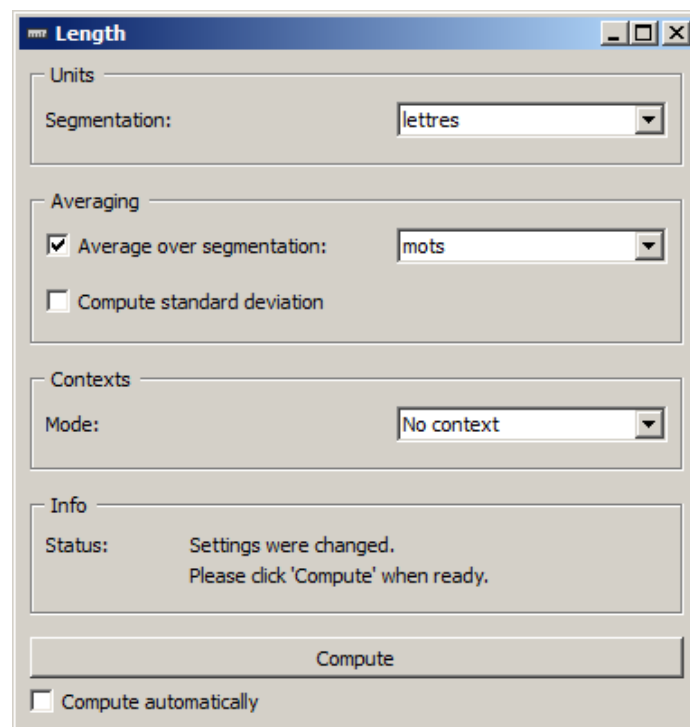 Length
Units
Segmentation: lettres
Averaging
Average over segmentation: mots
Compute standard deviation
Contexts
Mode: No context
Info
Status: Settings were changed.
Please click 'Compute' when ready.
Compute
Compute automatically